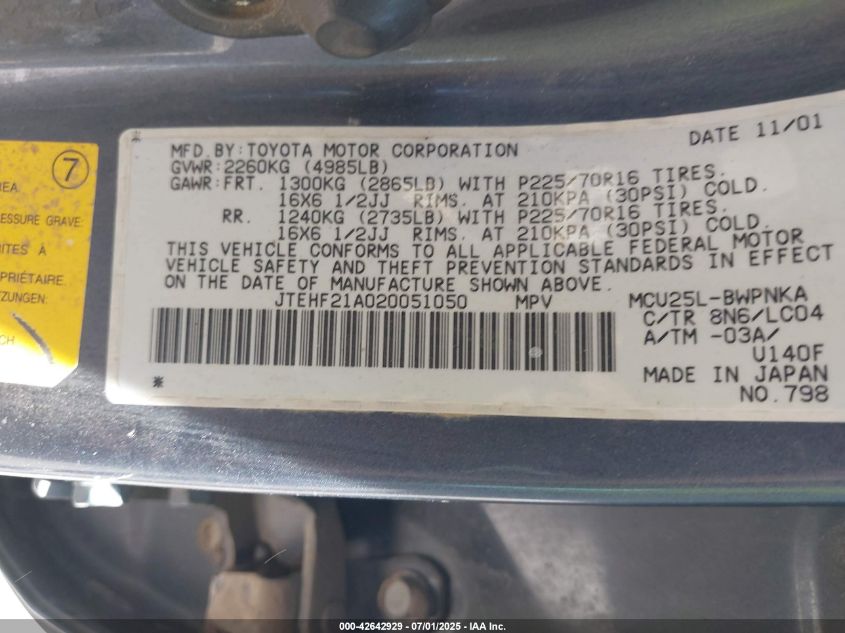 DATE 11/01
MFD.BY:TOYOTA MOTOR CORPORATION
GVWR:2260KG (4985LB)
GAWR:FRT. 1300KG (2865LB) WITH P225/70R16 TIRES.
16X6 1/2JJ RIMS. AT 210KPA (30PSI) COLD.
RR. 1240KG (2735LB) WITH P225/70R16 TIRES.
16X6 1/2JJ RIMS. AT 210KPA (30PSI) COLD.
THIS VEHICLE CONFORMS TO ALL APPLICABLE FEDERAL MOTOR
VEHICLE SAFETY AND THEFT PREVENTION STANDARDS IN EFFECT
ON THE DATE OF MANUFACTURE SHOWN ABOVE.
JTEHF21A020051050 MPV MCU25L-BWPNKA
C/TR 8N6/LC04
A/TM -03A/
U140F
MADE IN JAPAN
NO.798
7
REA.
ESSURE GRAVE
ITES À
PRIÉTAIRE.
TZUNGEN:
CH
000-42642929 - 07/01/2025 - IAA Inc.